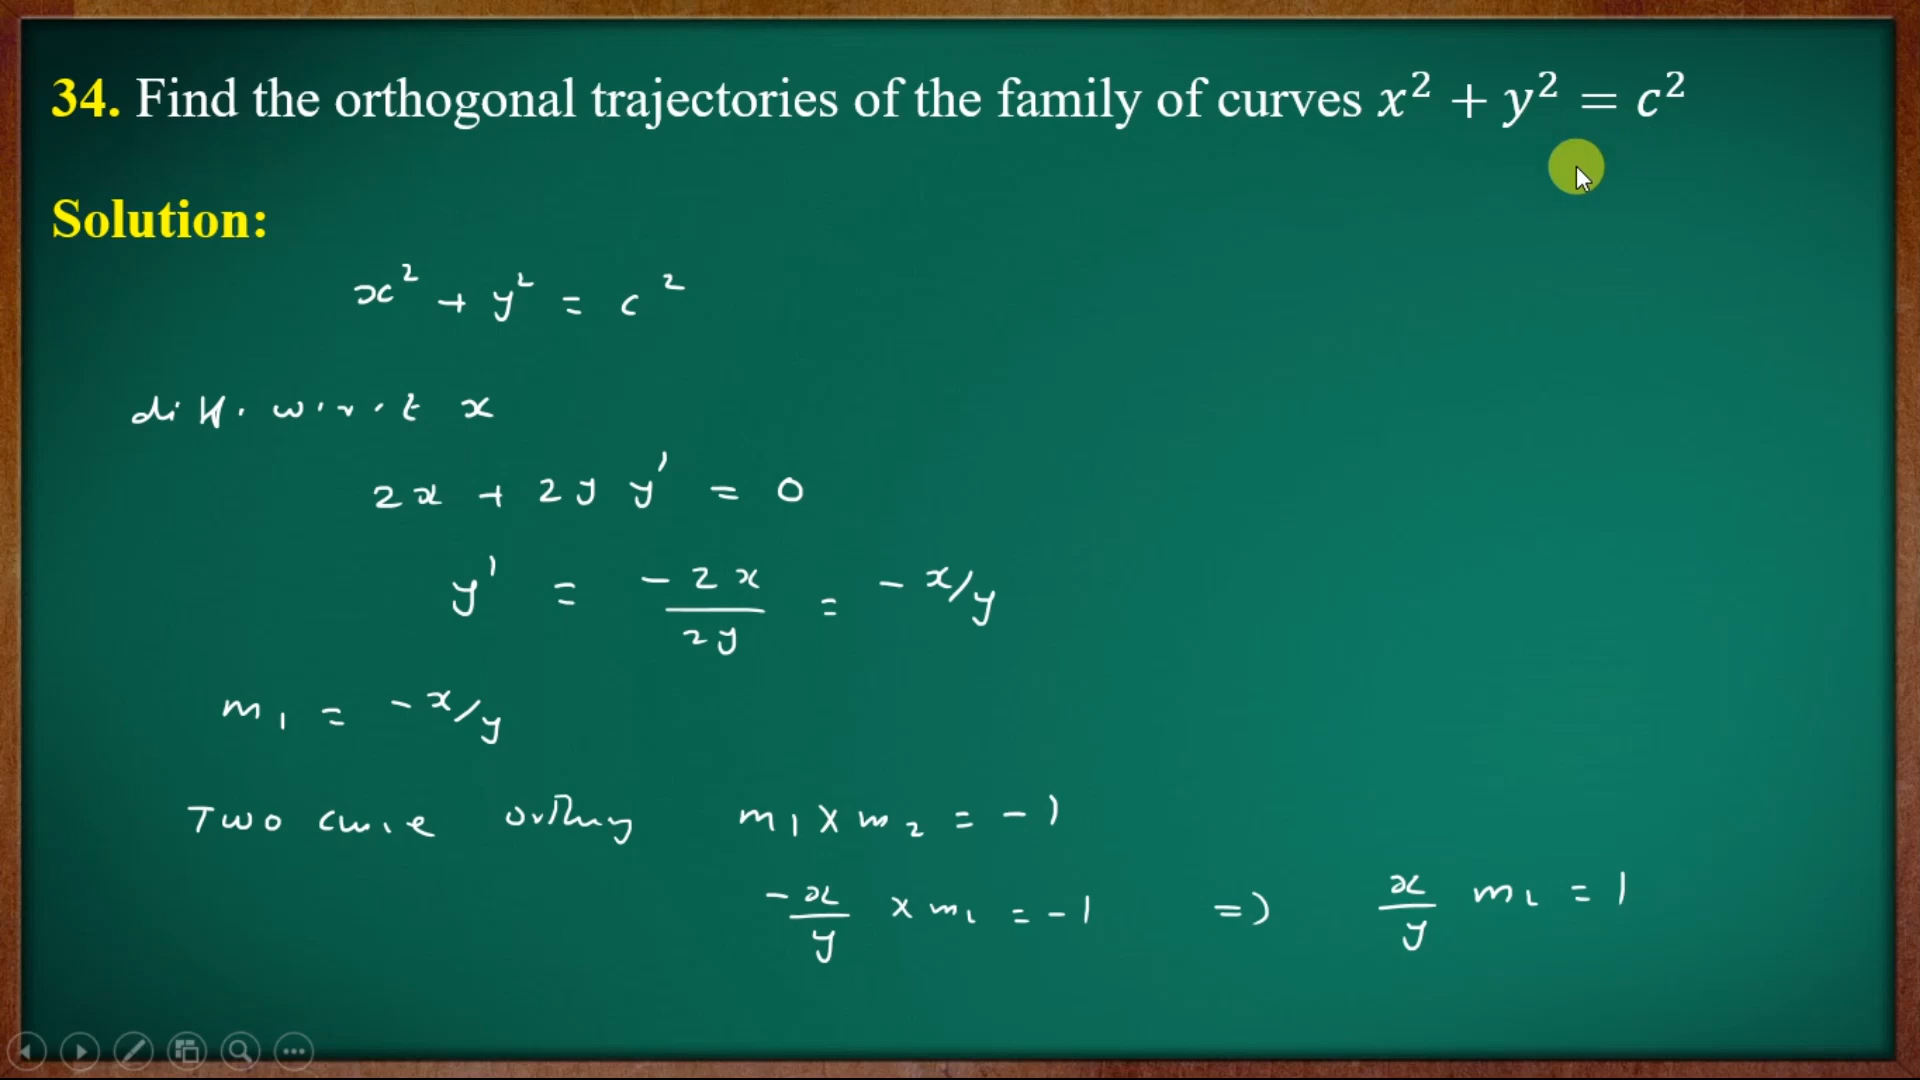 34. Find the orthogonal trajectories of the family of curves x² + y² = c²
Solution:
x² + y² = c²
diff. w.r.t x
2x + 2y y' = 0
y' = -2x/2y = -x/y
m₁ = -x/y
Two curve orthog m₁ x m₂ = -1
-x/y x m₂ = -1 => x/y m₂ = 1